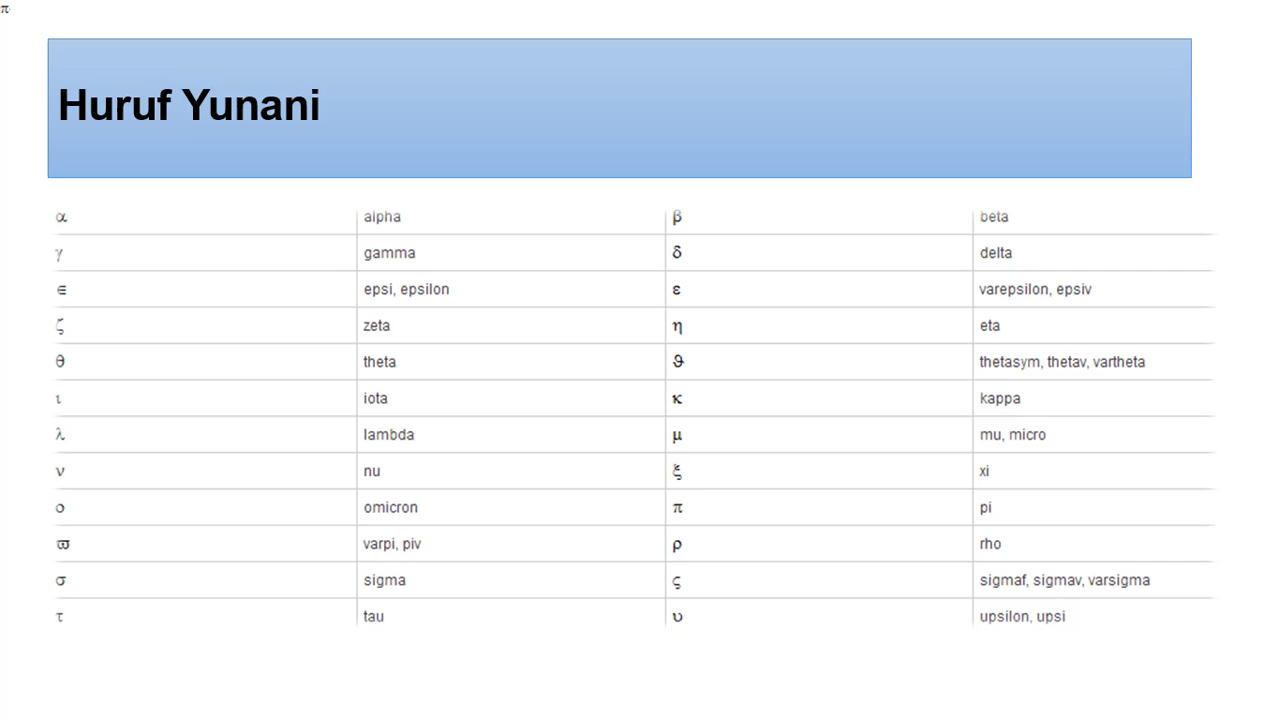 π
Huruf Yunani
α alpha β beta
γ gamma δ delta
∈ epsi, epsilon ε varepsilon, epsiv
ζ zeta η eta
θ theta ϑ thetasym, thetav, vartheta
ι iota κ kappa
λ lambda μ mu, micro
ν nu ξ xi
ο omicron π pi
ϖ varpi, piv ρ rho
σ sigma ς sigmaf, sigmav, varsigma
τ tau υ upsilon, upsi